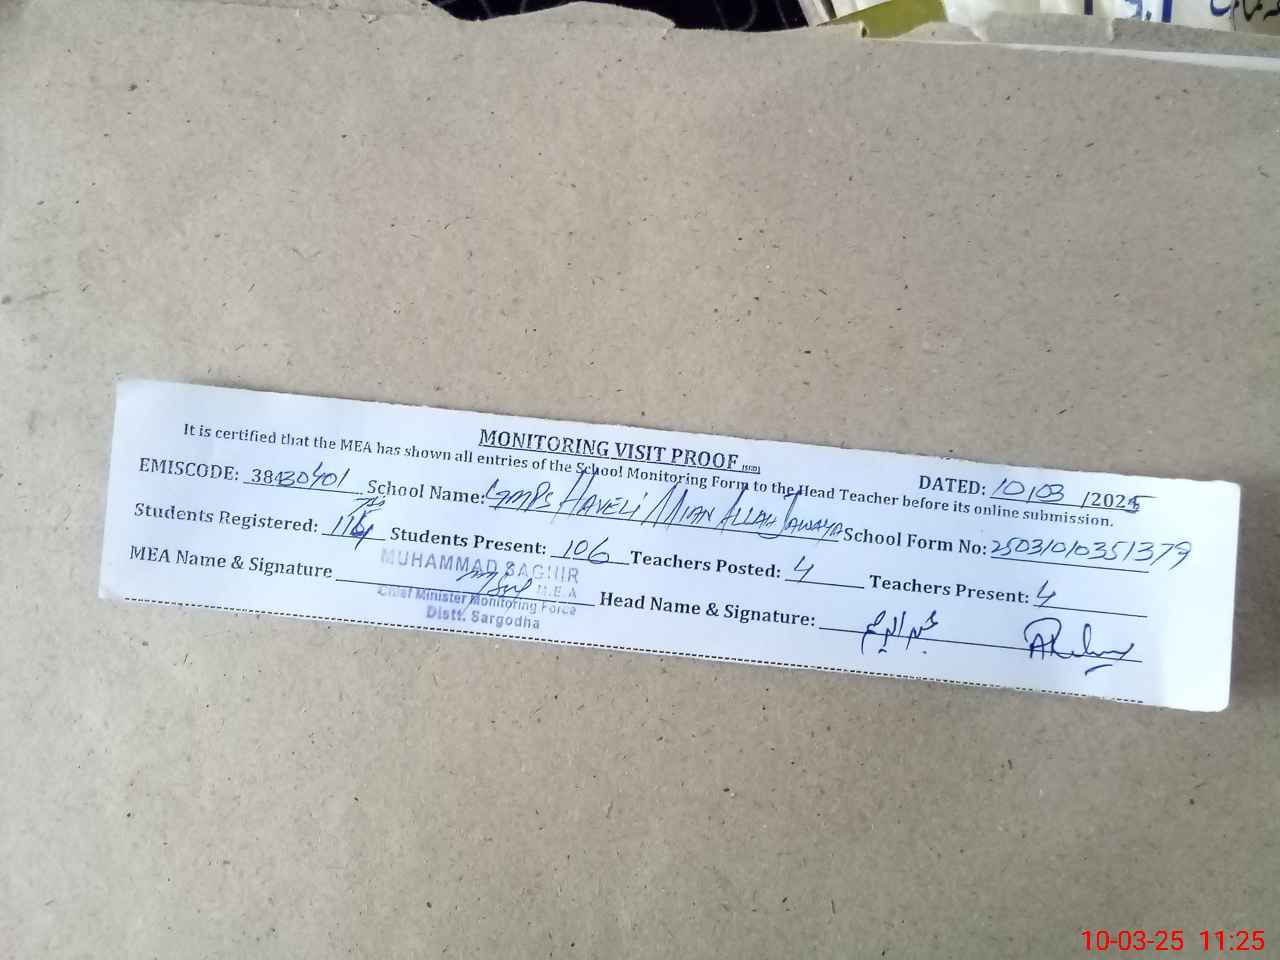 MONITORING VISIT PROOF (SED)
It is certified that the MEA has shown all entries of the School Monitoring Form to the Head Teacher before its online submission.
DATED: 10/03/2025
EMISCODE: 38430401 School Name: GMPS HAVELI MIAN ALLAH JAWAYA School Form No: 25031010351379
Students Registered: 114 Students Present: 106 Teachers Posted: 4 Teachers Present: 4
MEA Name & Signature Head Name & Signature:
MUHAMMAD SAGHIR
M.E.A
Chief Minister Monitoring Force
Distt. Sargodha
10-03-25 11:25